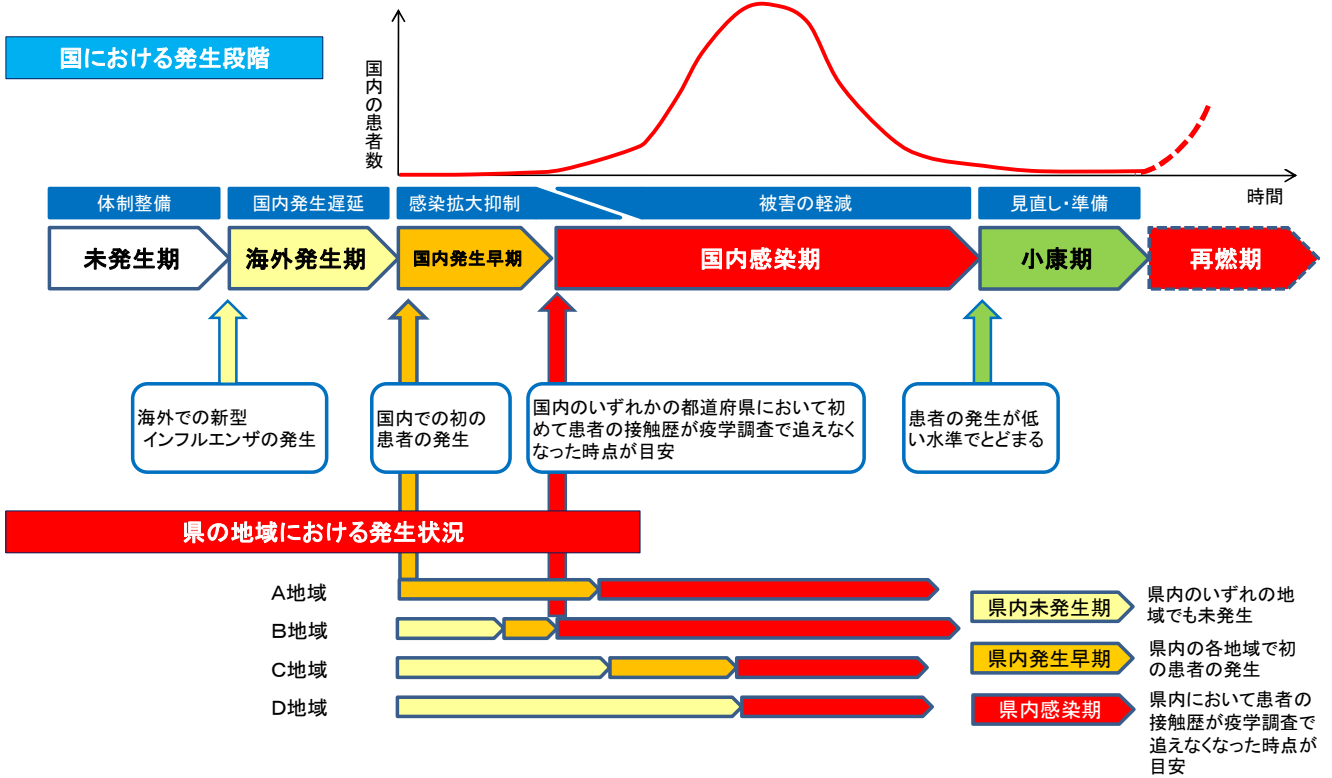 国における発生段階
国内の患者数
時間
体制整備
国内発生遅延
感染拡大抑制
被害の軽減
見直し・準備
未発生期
海外発生期
国内発生早期
国内感染期
小康期
再燃期
海外での新型
インフルエンザの発生
国内での初の
患者の発生
国内のいずれかの都道府県において初
めて患者の接触歴が疫学調査で追えなく
なった時点が目安
患者の発生が低
い水準でとどまる
県の地域における発生状況
A地域
B地域
C地域
D地域
県内未発生期
県内のいずれの地
域でも未発生
県内発生早期
県内の各地域で初
の患者の発生
県内感染期
県内において患者の
接触歴が疫学調査で
追えなくなった時点が
目安